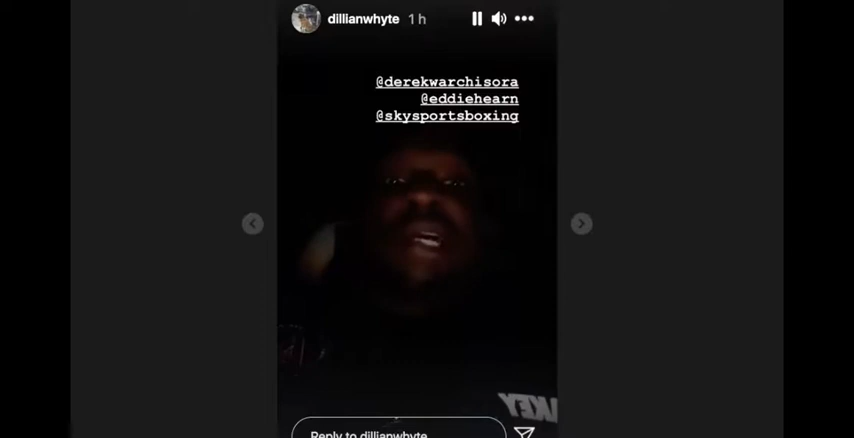 dillianwhyte 1 h
@derekwarchisora
@eddiehearn
@skysportsboxing
Reply to dillianwhyte